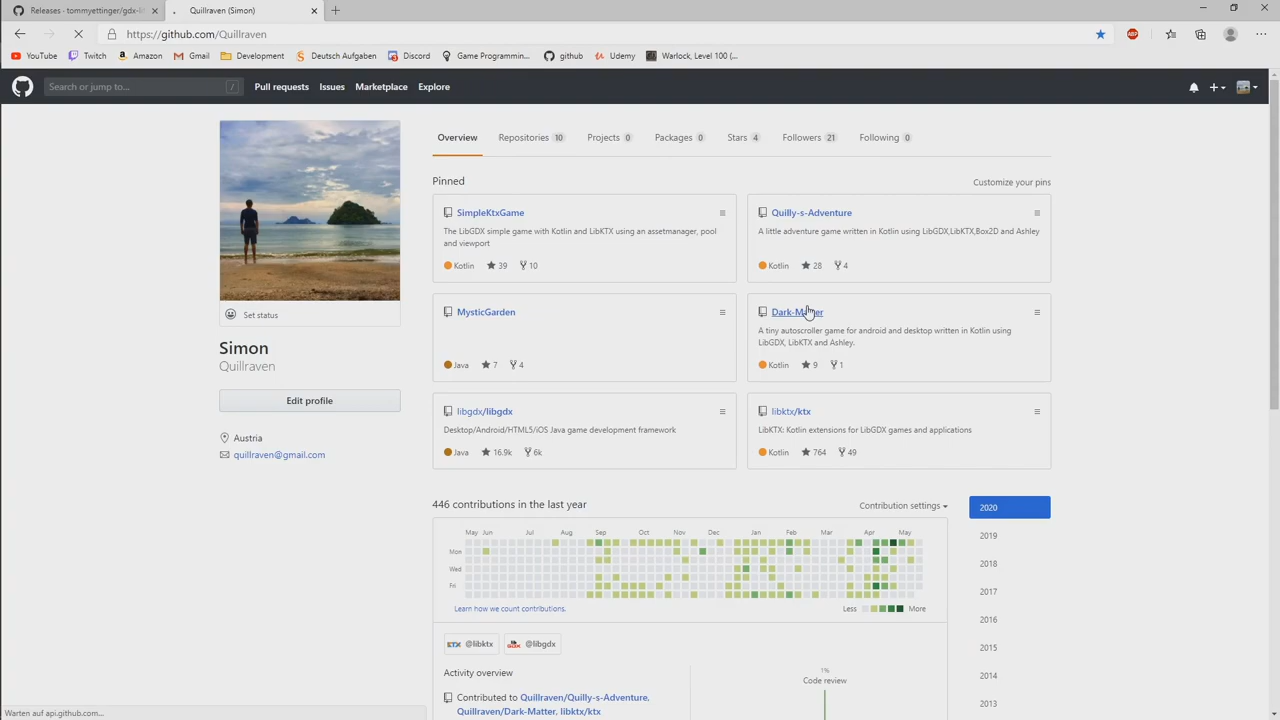 Releases - tommyettinger/gdx-li
Quillraven (Simon)
https://github.com/Quillraven
YouTube Twitch Amazon Gmail Development Deutsch Aufgaben Discord Game Programmin... github Udemy Warlock, Level 100 (...
Search or jump to... /
Pull requests Issues Marketplace Explore
Overview Repositories 10 Projects 0 Packages 0 Stars 4 Followers 21 Following 0
Pinned
Customize your pins
SimpleKtxGame
The LibGDX simple game with Kotlin and LibKTX using an assetmanager, pool
and viewport
Kotlin 39 10
Quilly-s-Adventure
A little adventure game written in Kotlin using LibGDX,LibKTX,Box2D and Ashley
Kotlin 28 4
MysticGarden
Java 7 4
Dark-Matter
A tiny autoscroller game for android and desktop written in Kotlin using
LibGDX, LibKTX and Ashley.
Kotlin 9 1
libgdx/libgdx
Desktop/Android/HTML5/iOS Java game development framework
Java 16.9k 6k
libktx/ktx
LibKTX: Kotlin extensions for LibGDX games and applications
Kotlin 764 49
Set status
Simon
Quillraven
Edit profile
Austria
quillraven@gmail.com
446 contributions in the last year
Contribution settings
May Jun Jul Aug Sep Oct Nov Dec Jan Feb Mar Apr May
Mon
Wed
Fri
Learn how we count contributions.
Less More
@libktx @libgdx
Activity overview
Contributed to Quillraven/Quilly-s-Adventure,
Quillraven/Dark-Matter, libktx/ktx
1%
Code review
2020
2019
2018
2017
2016
2015
2014
2013
Warten auf api.github.com...